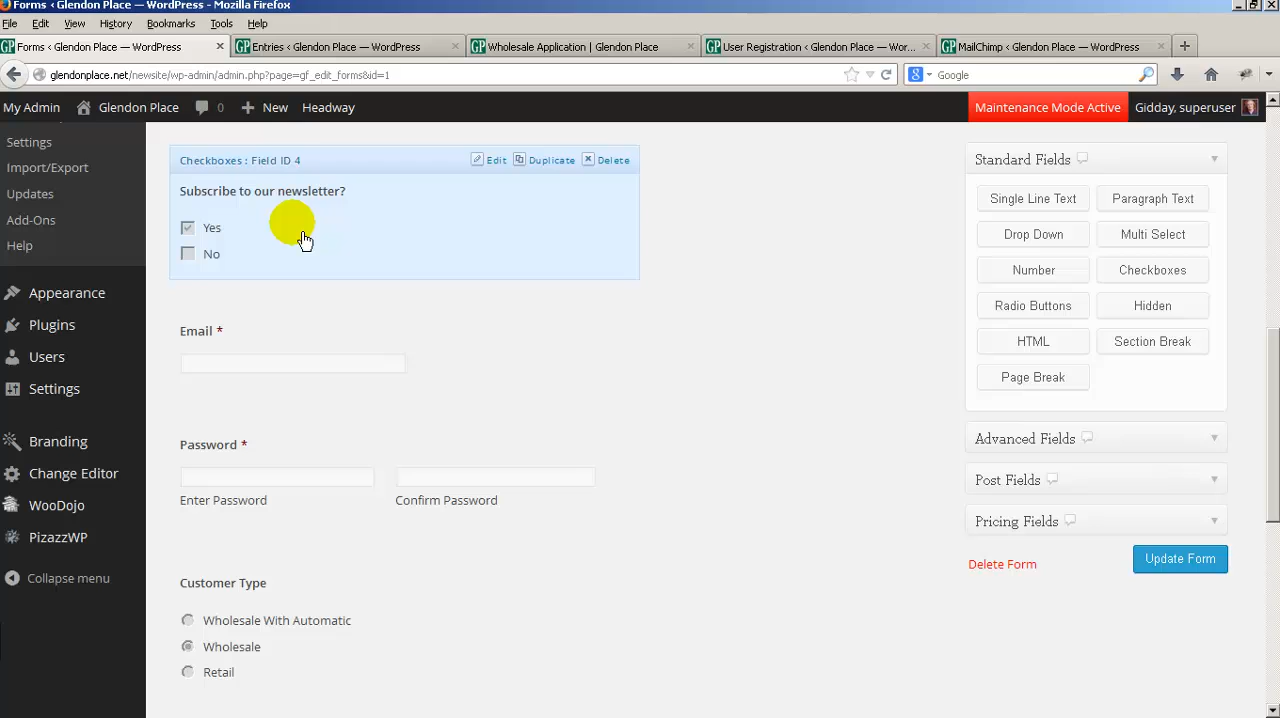 Forms < Glendon Place — WordPress - Mozilla Firefox
File Edit View History Bookmarks Tools Help
GP Forms < Glendon Place — WordPress × GP Entries < Glendon Place — WordPress × GP Wholesale Application | Glendon Place × GP User Registration < Glendon Place — Wor... × GP MailChimp < Glendon Place — WordPress ×
glendonplace.net/newsite/wp-admin/admin.php?page=gf_edit_forms&id=1 Google
My Admin Glendon Place 0 New Headway Maintenance Mode Active Gidday, superuser
Settings
Import/Export
Updates
Add-Ons
Help
Appearance
Plugins
Users
Settings
Branding
Change Editor
WooDojo
PizazzWP
Collapse menu
Checkboxes : Field ID 4 Edit Duplicate Delete
Subscribe to our newsletter?
Yes
No
Email *
Password *
Enter Password Confirm Password
Customer Type
Wholesale With Automatic
Wholesale
Retail
Standard Fields
Single Line Text Paragraph Text
Drop Down Multi Select
Number Checkboxes
Radio Buttons Hidden
HTML Section Break
Page Break
Advanced Fields
Post Fields
Pricing Fields
Delete Form Update Form